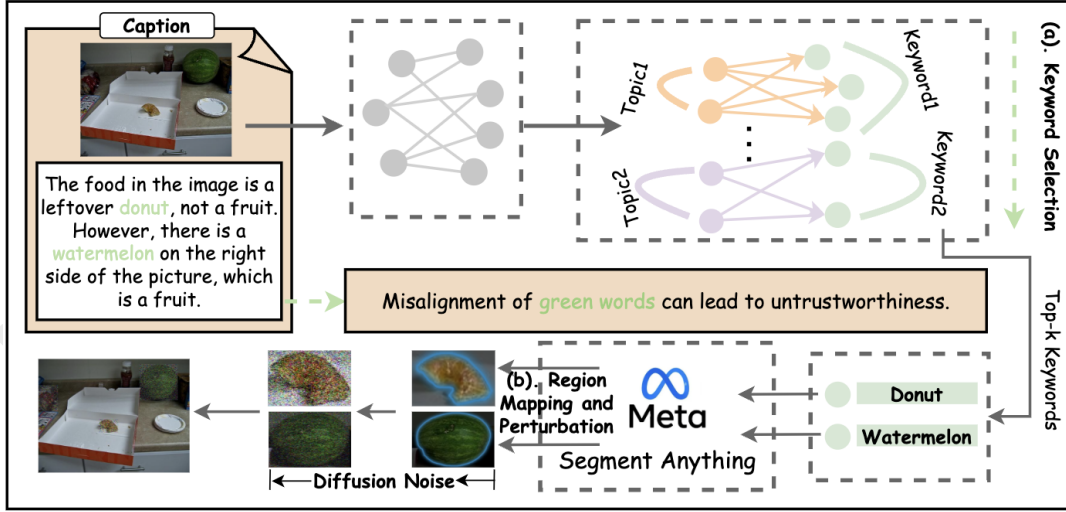 Caption
The food in the image is a
leftover donut, not a fruit.
However, there is a
watermelon on the right
side of the picture, which
is a fruit.
Topic1
Topic2
Keyword1
Keyword2
(a). Keyword Selection
Misalignment of green words can lead to untrustworthiness.
Top-k Keywords
Donut
Watermelon
Meta
Segment Anything
(b). Region
Mapping and
Perturbation
Diffusion Noise